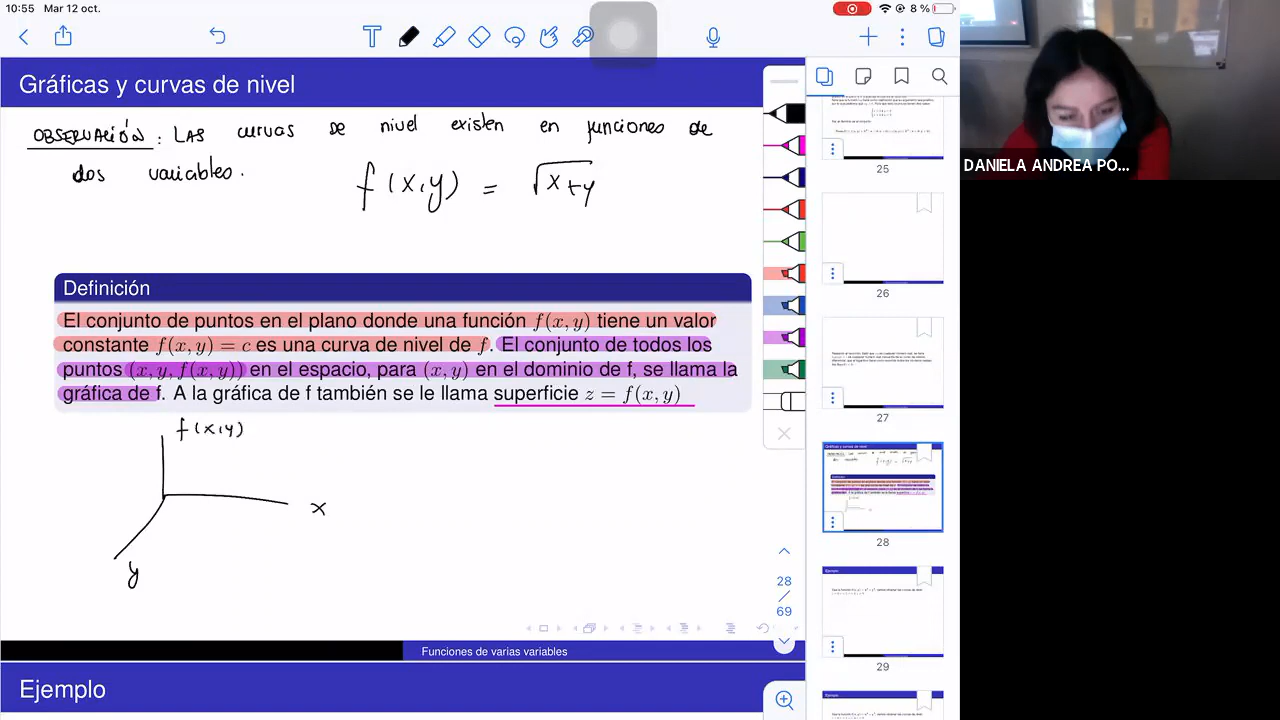 10:55 Mar 12 oct.
8 %
Gráficas y curvas de nivel
OBSERVACIÓN: LAS curvas de nivel existen en funciones de
dos variables. f(x,y) = √x+y
Definición
El conjunto de puntos en el plano donde una función f(x, y) tiene un valor
constante f(x, y) = c es una curva de nivel de f. El conjunto de todos los
puntos (x, y, f(x, y)) en el espacio, para (x, y) en el dominio de f, se llama la
gráfica de f. A la gráfica de f también se le llama superficie z = f(x, y)
f(x,y)
x
y
28
/
69
Funciones de varias variables
Ejemplo
25
26
27
28
29
DANIELA ANDREA PO...